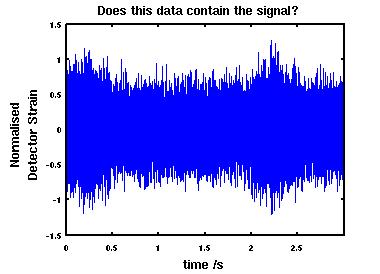 Does this data contain the signal?
Normalised
Detector Strain
1.5
1
0.5
0
-0.5
-1
-1.5
0 0.5 1 1.5 2 2.5
time /s